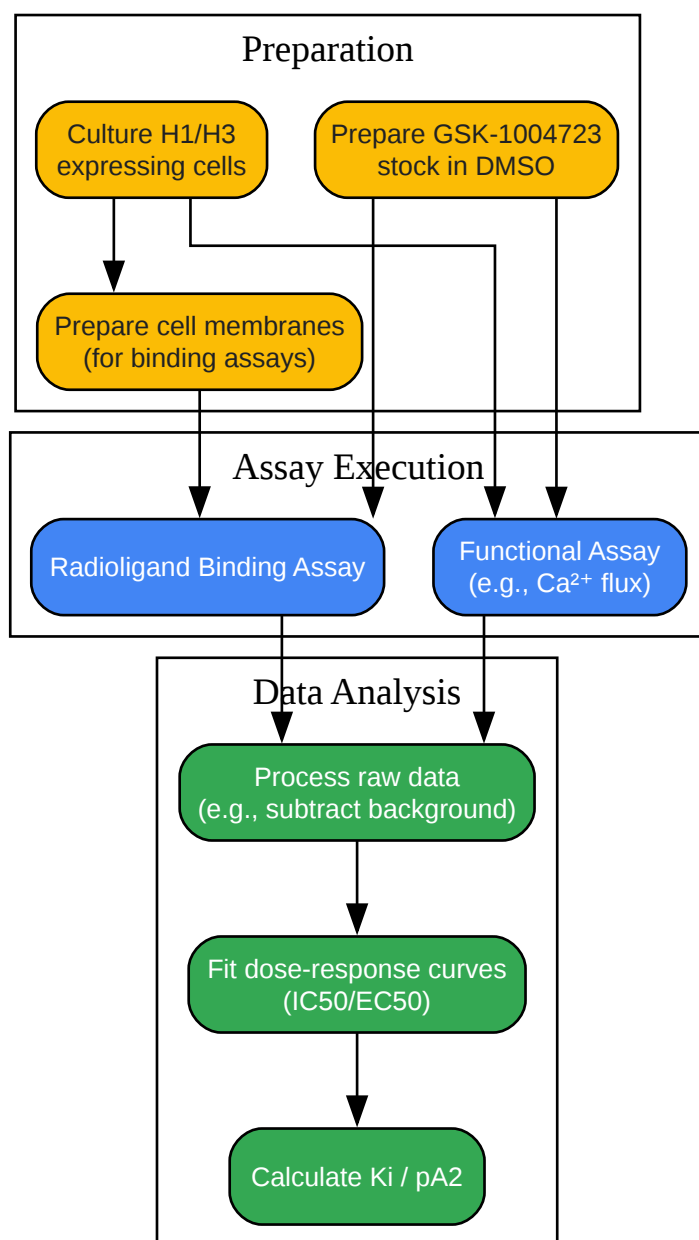 Preparation
Culture H1/H3
expressing cells
Prepare GSK-1004723
stock in DMSO
Prepare cell membranes
(for binding assays)
Assay Execution
Radioligand Binding Assay
Functional Assay
(e.g., Ca²⁺ flux)
Data Analysis
Process raw data
(e.g., subtract background)
Fit dose-response curves
(IC50/EC50)
Calculate Ki / pA2